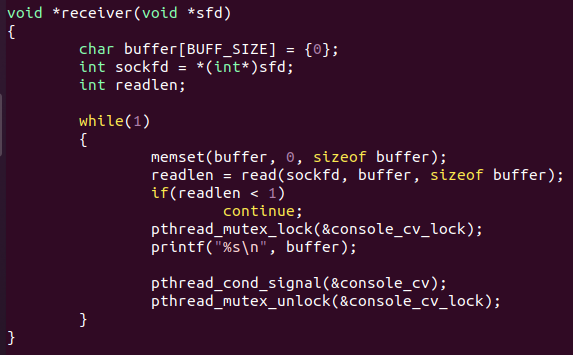 void *receiver(void *sfd)
{
        char buffer[BUFF_SIZE] = {0};
        int sockfd = *(int*)sfd;
        int readlen;

        while(1)
        {
                memset(buffer, 0, sizeof buffer);
                readlen = read(sockfd, buffer, sizeof buffer);
                if(readlen < 1)
                        continue;
                pthread_mutex_lock(&console_cv_lock);
                printf("%s\n", buffer);

                pthread_cond_signal(&console_cv);
                pthread_mutex_unlock(&console_cv_lock);
        }
}